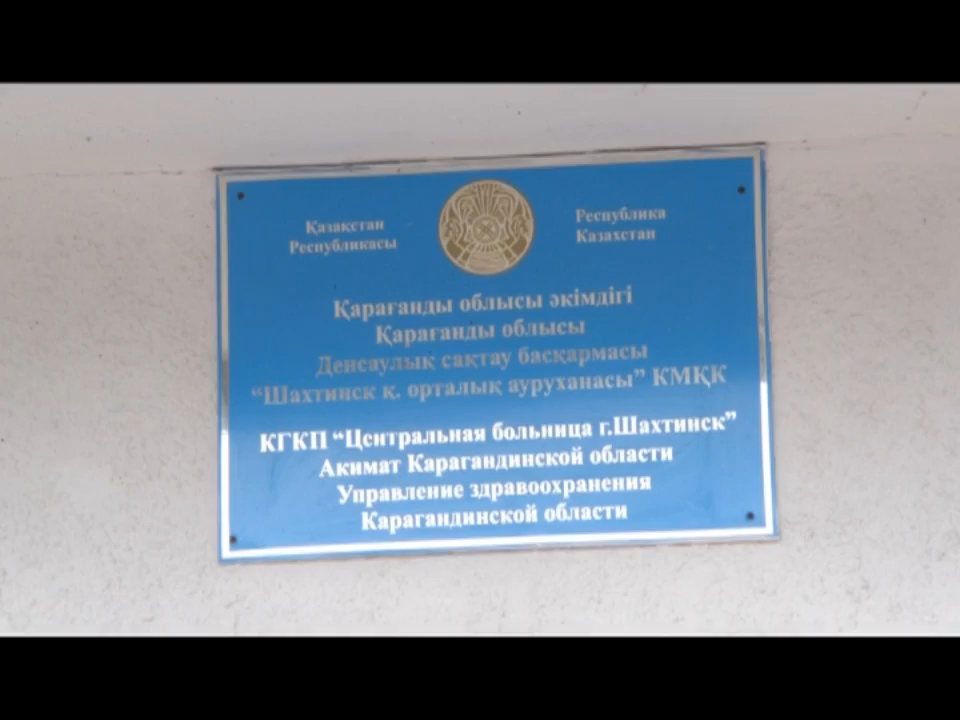 Қазақстан
Республикасы
Республика
Казахстан
Қарағанды облысы әкімдігі
Қарағанды облысы
Денсаулық сақтау басқармасы
“Шахтинск қ. орталық ауруханасы” КМҚК
КГКП “Центральная больница г.Шахтинск”
Акимат Карагандинской области
Управление здравоохранения
Карагандинской области